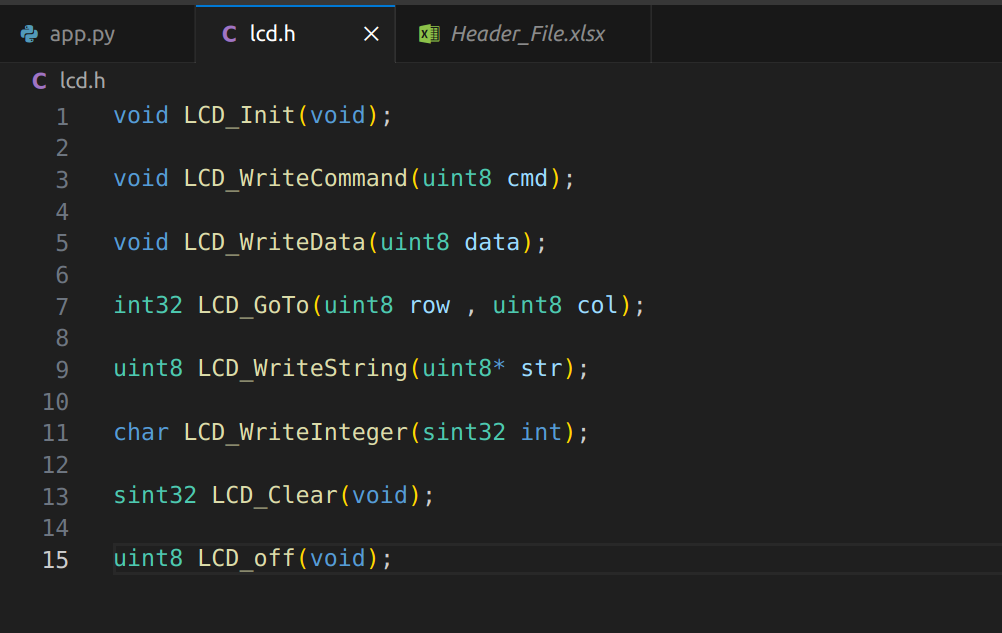 app.py lcd.h × Header_File.xlsx
C lcd.h
1 void LCD_Init(void);
2
3 void LCD_WriteCommand(uint8 cmd);
4
5 void LCD_WriteData(uint8 data);
6
7 int32 LCD_GoTo(uint8 row , uint8 col);
8
9 uint8 LCD_WriteString(uint8* str);
10
11 char LCD_WriteInteger(sint32 int);
12
13 sint32 LCD_Clear(void);
14
15 uint8 LCD_off(void);